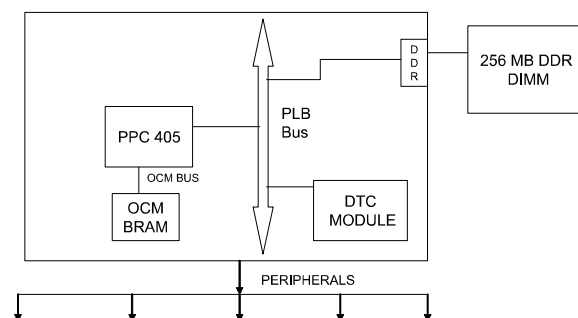 D
D
R
256 MB DDR
DIMM
PLB
Bus
PPC 405
OCM BUS
OCM
BRAM
DTC
MODULE
PERIPHERALS